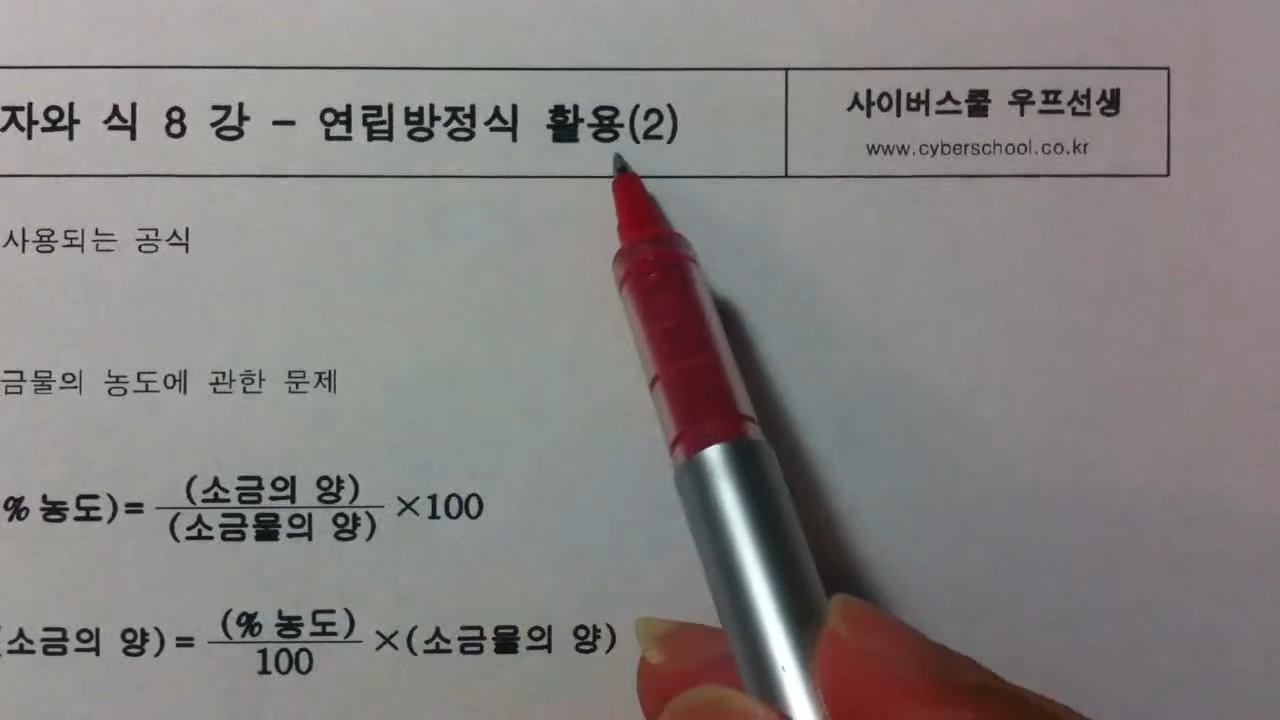 자와 식 8 강 - 연립방정식 활용(2)
사이버스쿨 우프선생
www.cyberschool.co.kr
사용되는 공식
금물의 농도에 관한 문제
% 농도) = (소금의 양) / (소금물의 양) ×100
(소금의 양) = (% 농도) / 100 ×(소금물의 양)